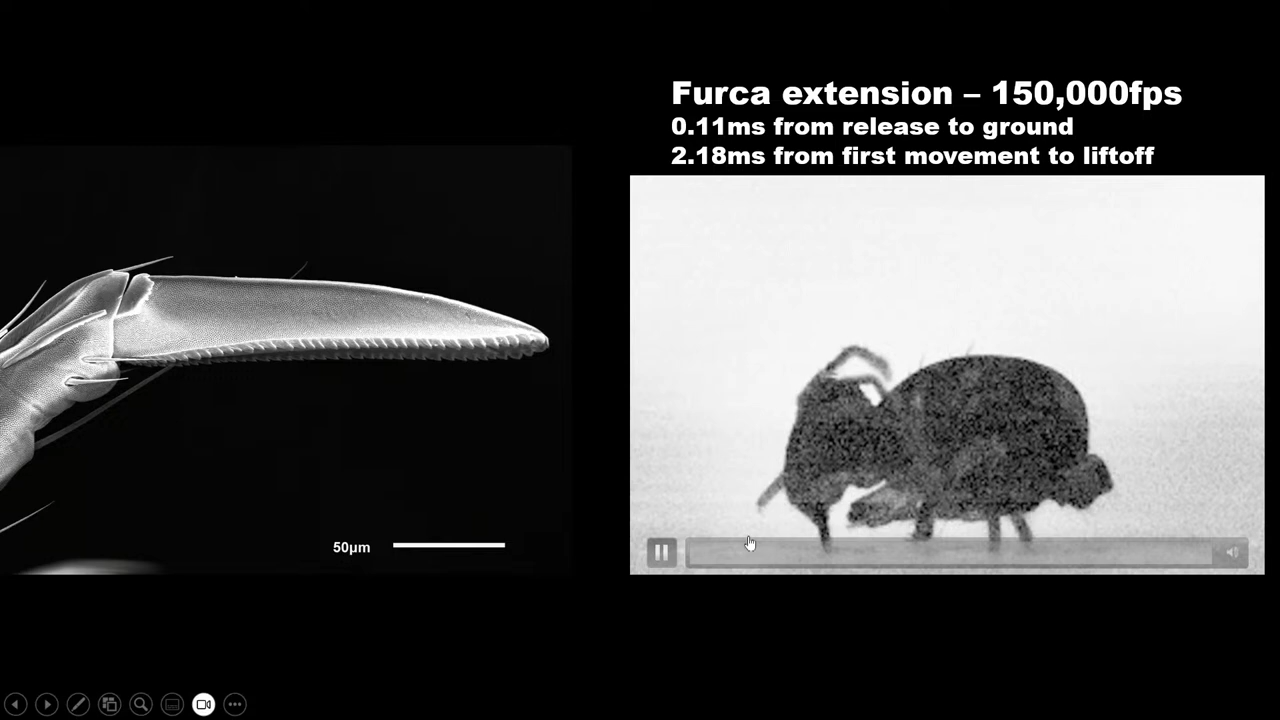 Furca extension – 150,000fps
0.11ms from release to ground
2.18ms from first movement to liftoff
50µm